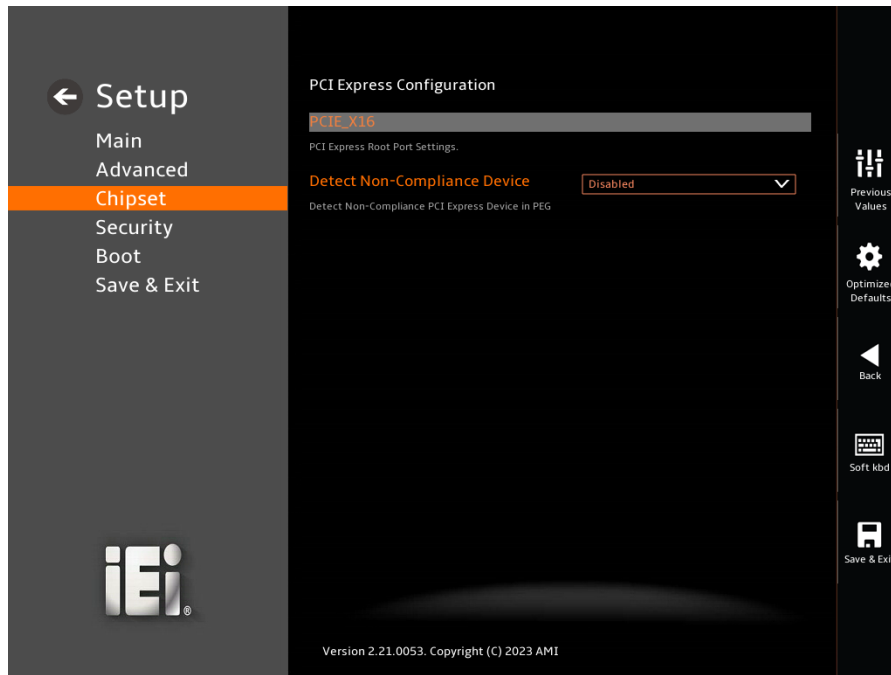 Setup
Main
Advanced
Chipset
Security
Boot
Save & Exit
iEi®
PCI Express Configuration
PCIE_X16
PCI Express Root Port Settings.
Detect Non-Compliance Device
Disabled
Detect Non-Compliance PCI Express Device in PEG
Version 2.21.0053. Copyright (C) 2023 AMI
Previous
Values
Optimize
Defaults
Back
Soft kbd
Save & Exi